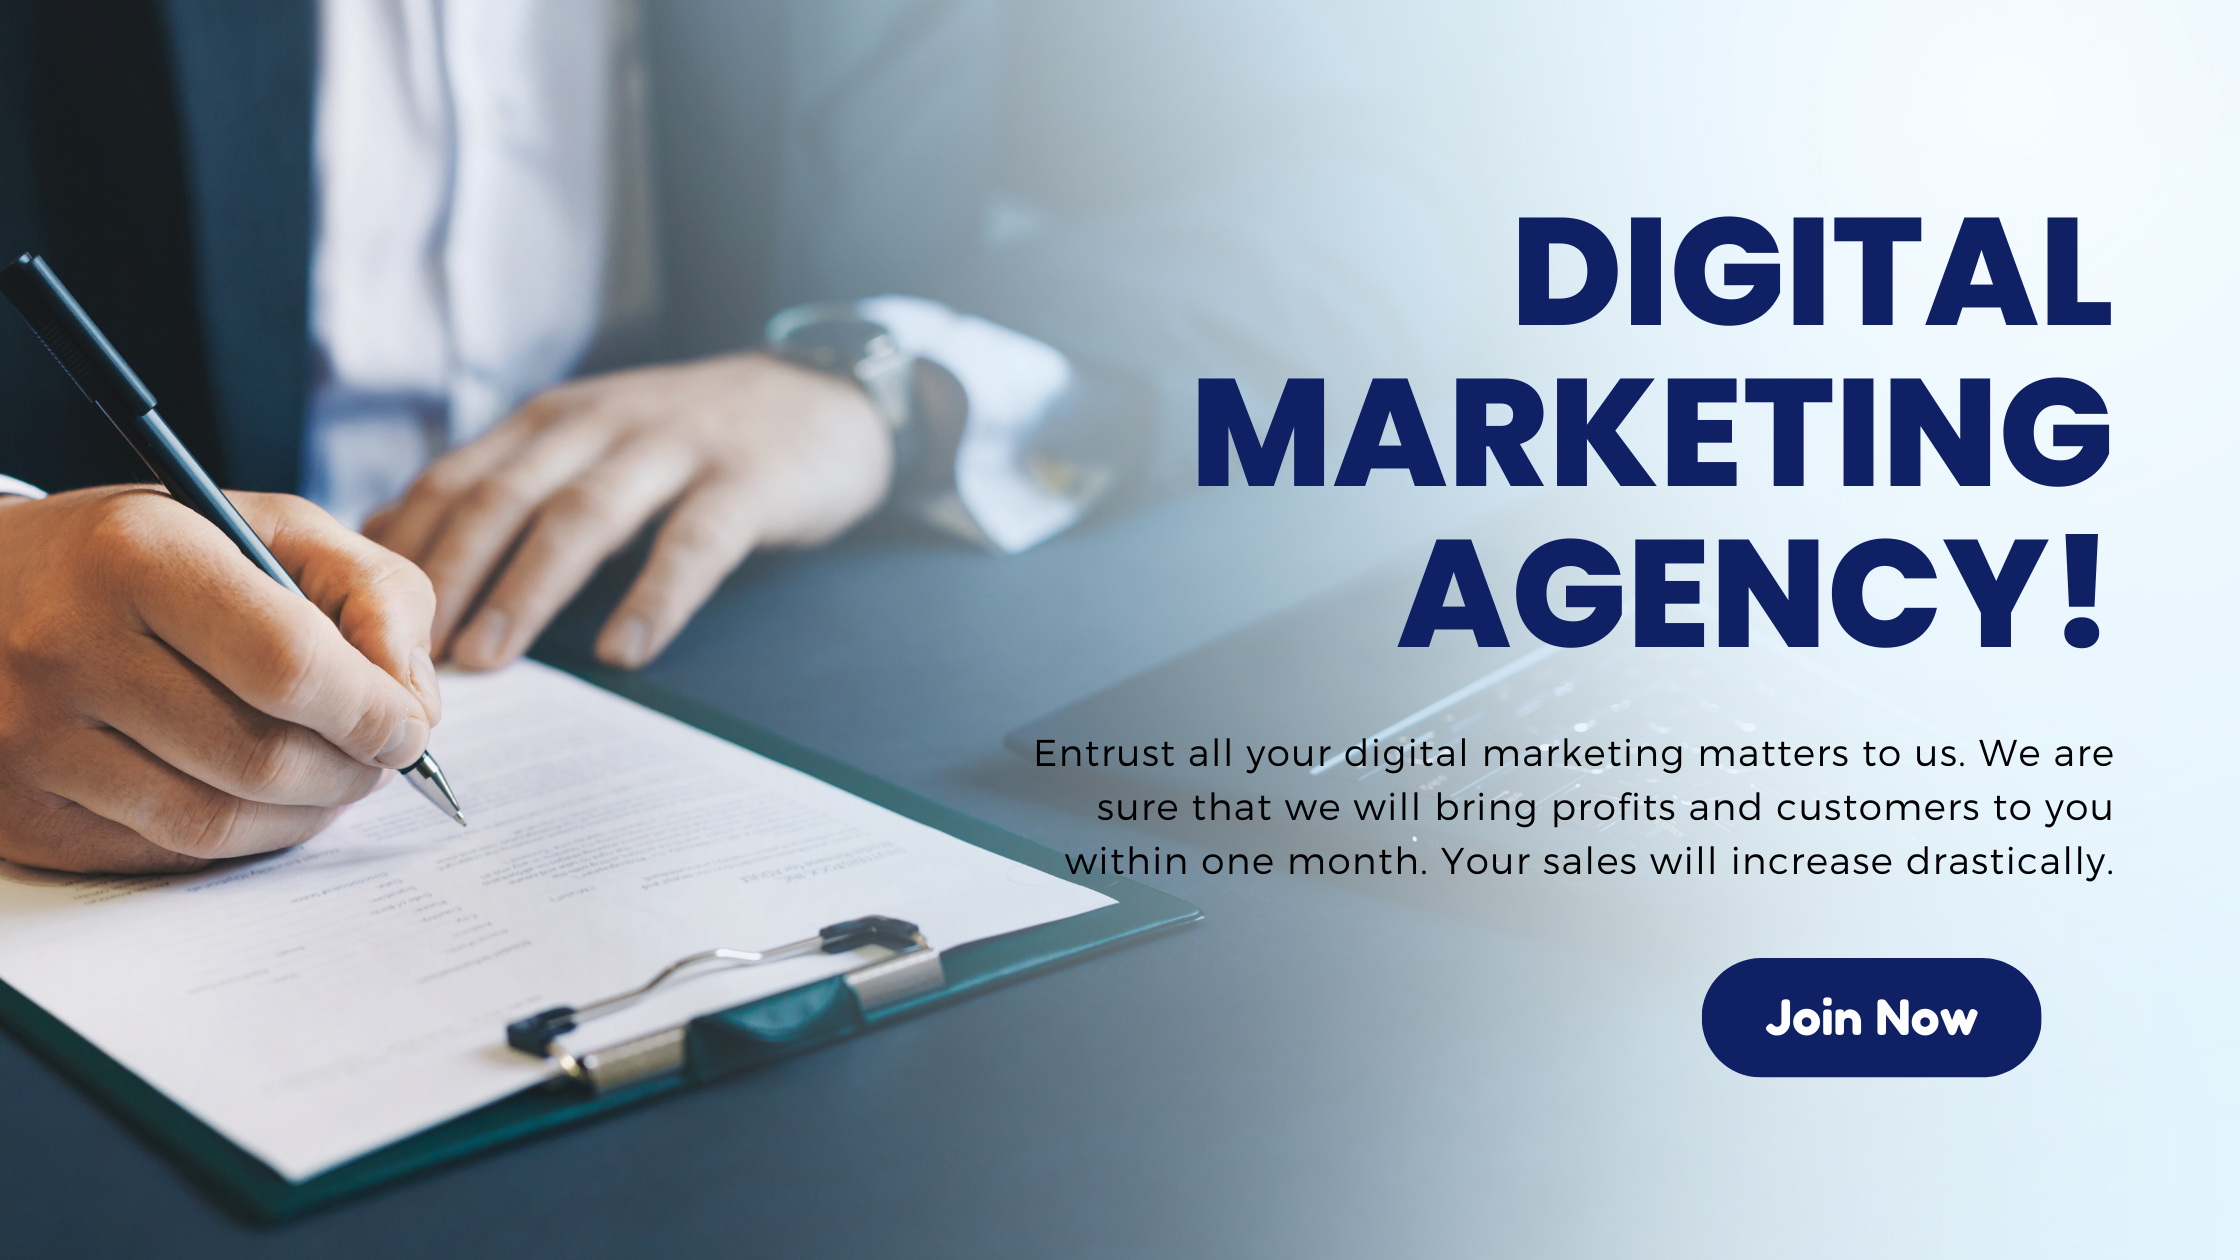 DIGITAL
MARKETING
AGENCY!
Entrust all your digital marketing matters to us. We are
sure that we will bring profits and customers to you
within one month. Your sales will increase drastically.
Join Now